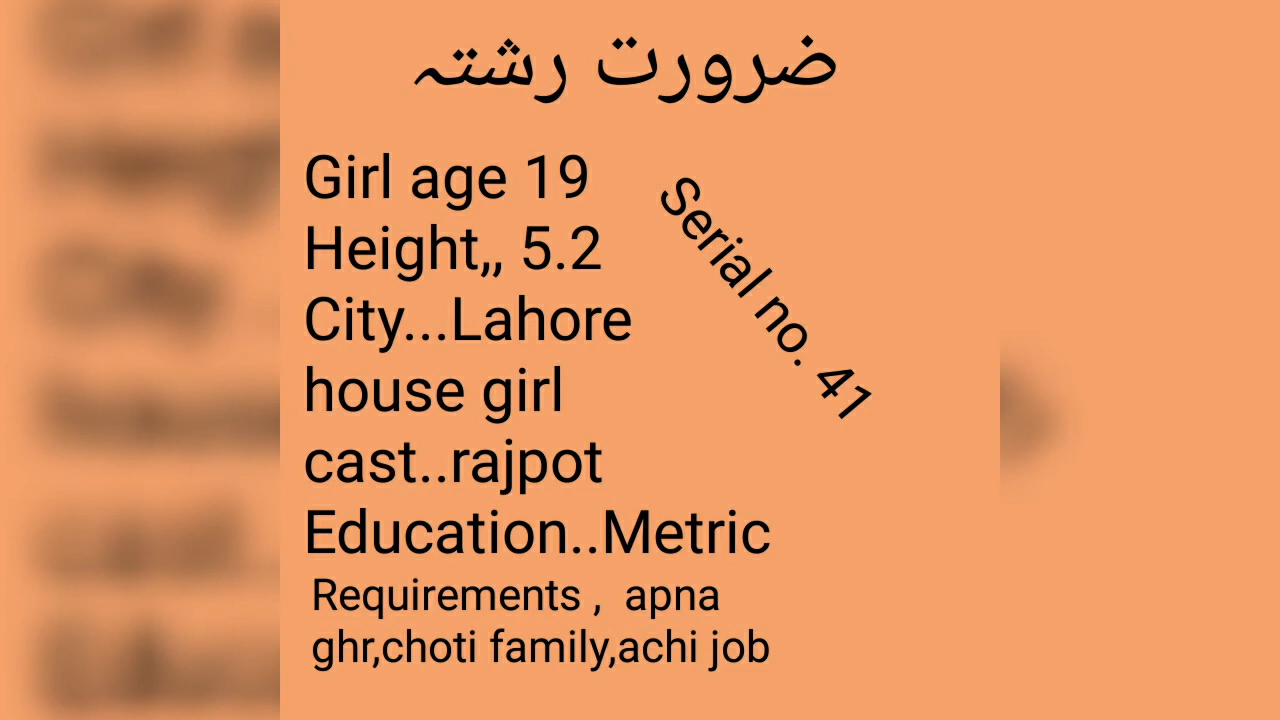 ضرورت رشتہ
Girl age 19
Height,, 5.2
City...Lahore
house girl
cast..rajpot
Education..Metric
Requirements ,  apna
ghr,choti family,achi job
Serial no. 41